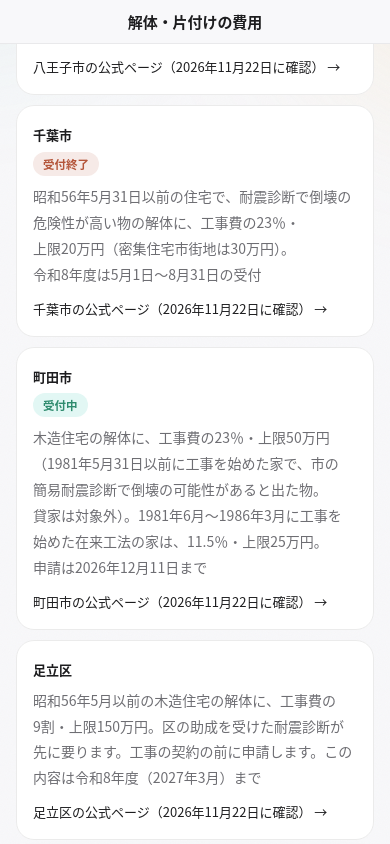 解体・片付けの費用
八王子市の公式ページ（2026年11月22日に確認） →
千葉市
受付終了
昭和56年5月31日以前の住宅で、耐震診断で倒壊の
危険性が高い物の解体に、工事費の23%・
上限20万円（密集住宅市街地は30万円）。
令和8年度は5月1日〜8月31日の受付
千葉市の公式ページ（2026年11月22日に確認） →
町田市
受付中
木造住宅の解体に、工事費の23%・上限50万円
（1981年5月31日以前に工事を始めた家で、市の
簡易耐震診断で倒壊の可能性があると出た物。
貸家は対象外）。1981年6月〜1986年3月に工事を
始めた在来工法の家は、11.5%・上限25万円。
申請は2026年12月11日まで
町田市の公式ページ（2026年11月22日に確認） →
足立区
昭和56年5月以前の木造住宅の解体に、工事費の
9割・上限150万円。区の助成を受けた耐震診断が
先に要ります。工事の契約の前に申請します。この
内容は令和8年度（2027年3月）まで
足立区の公式ページ（2026年11月22日に確認） →